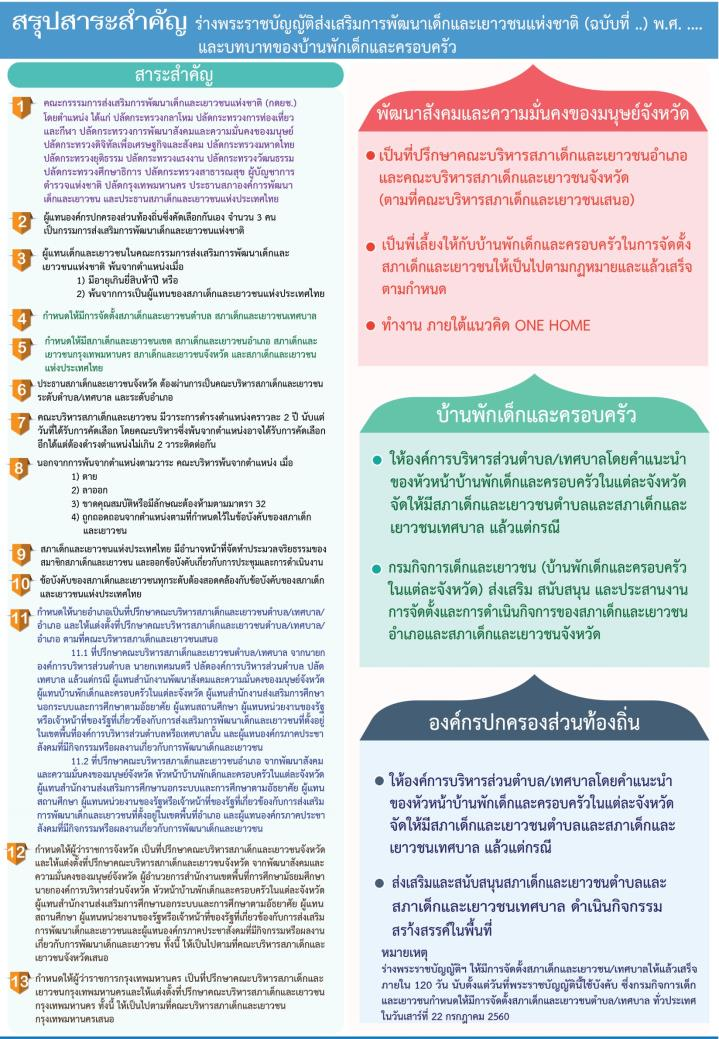 สรุปสาระสำคัญ ร่างพระราชบัญญัติส่งเสริมการพัฒนาเด็กและเยาวชนแห่งชาติ (ฉบับที่ ..) พ.ศ. ....
และบทบาทของบ้านพักเด็กและครอบครัว
สาระสำคัญ
1 คณะกรรมการส่งเสริมการพัฒนาเด็กและเยาวชนแห่งชาติ (กดยช.)
โดยตำแหน่ง ได้แก่ ปลัดกระทรวงกลาโหม ปลัดกระทรวงการท่องเที่ยว
และกีฬา ปลัดกระทรวงการพัฒนาสังคมและความมั่นคงของมนุษย์
ปลัดกระทรวงดิจิทัลเพื่อเศรษฐกิจและสังคม ปลัดกระทรวงมหาดไทย
ปลัดกระทรวงยุติธรรม ปลัดกระทรวงแรงงาน ปลัดกระทรวงวัฒนธรรม
ปลัดกระทรวงศึกษาธิการ ปลัดกระทรวงสาธารณสุข ผู้บัญชาการ
ตำรวจแห่งชาติ ปลัดกรุงเทพมหานคร ประธานสภาองค์การพัฒนา
เด็กและเยาวชน และประธานสภาเด็กและเยาวชนแห่งประเทศไทย
2 ผู้แทนองค์กรปกครองส่วนท้องถิ่นซึ่งคัดเลือกกันเอง จำนวน 3 คน
เป็นกรรมการส่งเสริมการพัฒนาเด็กและเยาวชนแห่งชาติ
3 ผู้แทนเด็กและเยาวชนในคณะกรรมการส่งเสริมการพัฒนาเด็กและ
เยาวชนแห่งชาติ พ้นจากตำแหน่งเมื่อ
1) มีอายุเกินยี่สิบห้าปี หรือ
2) พ้นจากการเป็นผู้แทนของสภาเด็กและเยาวชนแห่งประเทศไทย
4 กำหนดให้มีการจัดตั้งสภาเด็กและเยาวชนตำบล สภาเด็กและเยาวชนเทศบาล
5 กำหนดให้มีสภาเด็กและเยาวชนเขต สภาเด็กและเยาวชนอำเภอ สภาเด็กและ
เยาวชนกรุงเทพมหานคร สภาเด็กและเยาวชนจังหวัด และสภาเด็กและเยาวชน
แห่งประเทศไทย
6 ประธานสภาเด็กและเยาวชนจังหวัด ต้องผ่านการเป็นคณะบริหารสภาเด็กและเยาวชน
ระดับตำบล/เทศบาล และระดับอำเภอ
7 คณะบริหารสภาเด็กและเยาวชน มีวาระการดำรงตำแหน่งคราวละ 2 ปี นับแต่
วันที่ได้รับการคัดเลือก โดยคณะบริหารซึ่งพ้นจากตำแหน่งอาจได้รับการคัดเลือก
อีกได้แต่ต้องดำรงตำแหน่งไม่เกิน 2 วาระติดต่อกัน
8 นอกจากการพ้นจากตำแหน่งตามวาระ คณะบริหารพ้นจากตำแหน่ง เมื่อ
1) ตาย
2) ลาออก
3) ขาดคุณสมบัติหรือมีลักษณะต้องห้ามตามมาตรา 32
4) ถูกถอดถอนจากตำแหน่งตามที่กำหนดไว้ในข้อบังคับของสภาเด็ก
และเยาวชน
9 สภาเด็กและเยาวชนแห่งประเทศไทย มีอำนาจหน้าที่จัดทำประมวลจริยธรรมของ
สมาชิกสภาเด็กและเยาวชน และออกข้อบังคับเกี่ยวกับการประชุมและการดำเนินงาน
10 ข้อบังคับของสภาเด็กและเยาวชนทุกระดับต้องสอดคล้องกับข้อบังคับของสภาเด็ก
และเยาวชนแห่งประเทศไทย
11 กำหนดให้นายอำเภอเป็นที่ปรึกษาคณะบริหารสภาเด็กและเยาวชนตำบล/เทศบาล/
อำเภอ และให้แต่งตั้งที่ปรึกษาคณะบริหารสภาเด็กและเยาวชนตำบล/เทศบาล/
อำเภอ ตามที่คณะบริหารสภาเด็กและเยาวชนเสนอ
11.1 ที่ปรึกษาคณะบริหารสภาเด็กและเยาวชนตำบล/เทศบาล จากนายก
องค์การบริหารส่วนตำบล นายกเทศมนตรี ปลัดองค์การบริหารส่วนตำบล ปลัด
เทศบาล แล้วแต่กรณี ผู้แทนสำนักงานพัฒนาสังคมและความมั่นคงของมนุษย์จังหวัด
ผู้แทนบ้านพักเด็กและครอบครัวในแต่ละจังหวัด ผู้แทนสำนักงานส่งเสริมการศึกษา
นอกระบบและการศึกษาตามอัธยาศัย ผู้แทนสถานศึกษา ผู้แทนหน่วยงานของรัฐ
หรือเจ้าหน้าที่ของรัฐที่เกี่ยวข้องกับการส่งเสริมการพัฒนาเด็กและเยาวชนที่ตั้งอยู่
ในเขตพื้นที่องค์การบริหารส่วนตำบลหรือเทศบาลนั้น และผู้แทนองค์กรภาคประชา
สังคมที่มีกิจกรรมหรือผลงานเกี่ยวกับการพัฒนาเด็กและเยาวชน
11.2 ที่ปรึกษาคณะบริหารสภาเด็กและเยาวชนอำเภอ จากพัฒนาสังคม
และความมั่นคงของมนุษย์จังหวัด หัวหน้าบ้านพักเด็กและครอบครัวในแต่ละจังหวัด
ผู้แทนสำนักงานส่งเสริมการศึกษานอกระบบและการศึกษาตามอัธยาศัย ผู้แทน
สถานศึกษา ผู้แทนหน่วยงานของรัฐหรือเจ้าหน้าที่ของรัฐที่เกี่ยวข้องกับการส่งเสริม
การพัฒนาเด็กและเยาวชนที่ตั้งอยู่ในเขตพื้นที่อำเภอ และผู้แทนองค์กรภาคประชา
สังคมที่มีกิจกรรมหรือผลงานเกี่ยวกับการพัฒนาเด็กและเยาวชน
12 กำหนดให้ผู้ว่าราชการจังหวัด เป็นที่ปรึกษาคณะบริหารสภาเด็กและเยาวชนจังหวัด
และให้แต่งตั้งที่ปรึกษาคณะบริหารสภาเด็กและเยาวชนจังหวัด จากพัฒนาสังคมและ
ความมั่นคงของมนุษย์จังหวัด ผู้อำนวยการสำนักงานเขตพื้นที่การศึกษามัธยมศึกษา
นายกองค์การบริหารส่วนจังหวัด หัวหน้าบ้านพักเด็กและครอบครัวในแต่ละจังหวัด
ผู้แทนสำนักงานส่งเสริมการศึกษานอกระบบและการศึกษาตามอัธยาศัย ผู้แทน
สถานศึกษา ผู้แทนหน่วยงานของรัฐหรือเจ้าหน้าที่ของรัฐที่เกี่ยวข้องกับการส่งเสริม
การพัฒนาเด็กและเยาวชนและผู้แทนองค์กรภาคประชาสังคมที่มีกิจกรรมหรือผลงาน
เกี่ยวกับการพัฒนาเด็กและเยาวชน ทั้งนี้ ให้เป็นไปตามที่คณะบริหารสภาเด็กและ
เยาวชนจังหวัดเสนอ
13 กำหนดให้ผู้ว่าราชการกรุงเทพมหานคร เป็นที่ปรึกษาคณะบริหารสภาเด็กและ
เยาวชนกรุงเทพมหานครและให้แต่งตั้งที่ปรึกษาคณะบริหารสภาเด็กและเยาวชน
กรุงเทพมหานคร ทั้งนี้ ให้เป็นไปตามที่คณะบริหารสภาเด็กและเยาวชน
กรุงเทพมหานครเสนอ
พัฒนาสังคมและความมั่นคงของมนุษย์จังหวัด
เป็นที่ปรึกษาคณะบริหารสภาเด็กและเยาวชนอำเภอ
และคณะบริหารสภาเด็กและเยาวชนจังหวัด
(ตามที่คณะบริหารสภาเด็กและเยาวชนเสนอ)
เป็นพี่เลี้ยงให้กับบ้านพักเด็กและครอบครัวในการจัดตั้ง
สภาเด็กและเยาวชนให้เป็นไปตามกฎหมายและแล้วเสร็จ
ตามกำหนด
ทำงาน ภายใต้แนวคิด ONE HOME
บ้านพักเด็กและครอบครัว
ให้องค์การบริหารส่วนตำบล/เทศบาลโดยคำแนะนำ
ของหัวหน้าบ้านพักเด็กและครอบครัวในแต่ละจังหวัด
จัดให้มีสภาเด็กและเยาวชนตำบลและสภาเด็กและ
เยาวชนเทศบาล แล้วแต่กรณี
กรมกิจการเด็กและเยาวชน (บ้านพักเด็กและครอบครัว
ในแต่ละจังหวัด) ส่งเสริม สนับสนุน และประสานงาน
การจัดตั้งและการดำเนินกิจการของสภาเด็กและเยาวชน
อำเภอและสภาเด็กและเยาวชนจังหวัด
องค์กรปกครองส่วนท้องถิ่น
ให้องค์การบริหารส่วนตำบล/เทศบาลโดยคำแนะนำ
ของหัวหน้าบ้านพักเด็กและครอบครัวในแต่ละจังหวัด
จัดให้มีสภาเด็กและเยาวชนตำบลและสภาเด็กและ
เยาวชนเทศบาล แล้วแต่กรณี
ส่งเสริมและสนับสนุนสภาเด็กและเยาวชนตำบลและ
สภาเด็กและเยาวชนเทศบาล ดำเนินกิจกรรม
สรา้งสรรค์ในพื้นที่
หมายเหตุ
ร่างพระราชบัญญัติฯ ให้มีการจัดตั้งสภาเด็กและเยาวชน/เทศบาลให้แล้วเสร็จ
ภายใน 120 วัน นับตั้งแต่วันที่พระราชบัญญัตินี้ใช้บังคับ ซึ่งกรมกิจการเด็ก
และเยาวชนกำหนดให้มีการจัดตั้งสภาเด็กและเยาวชนตำบล/เทศบาล ทั่วประเทศ
ในวันเสาร์ที่ 22 กรกฎาคม 2560